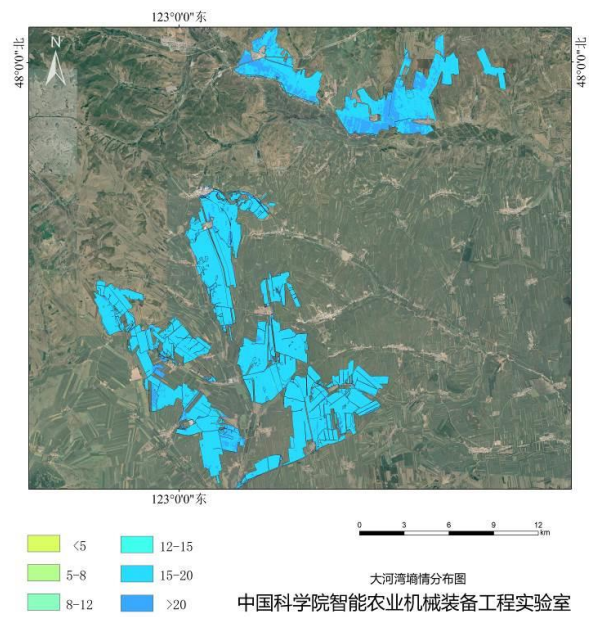 123°0'0"东
48°0'0"北
48°0'0"北
N
123°0'0"东
<5
12-15
5-8
15-20
8-12
>20
0 3 6 9 12
km
大河湾墒情分布图
中国科学院智能农业机械装备工程实验室